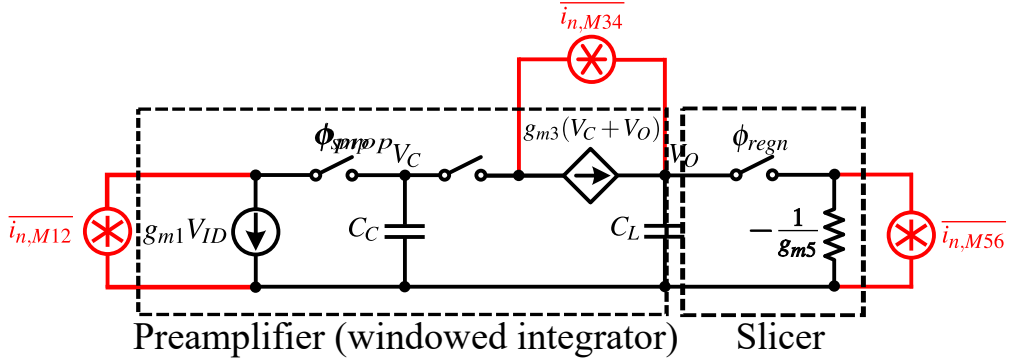 i_{n,M34}
g_{m3}(V_C + V_O)
V_C
V_O
ϕ_{regn}
i_{n,M12}
g_{m1}V_{ID}
C_C
C_L
− 1/g_{m5}
i_{n,M56}
Preamplifier (windowed integrator)
Slicer